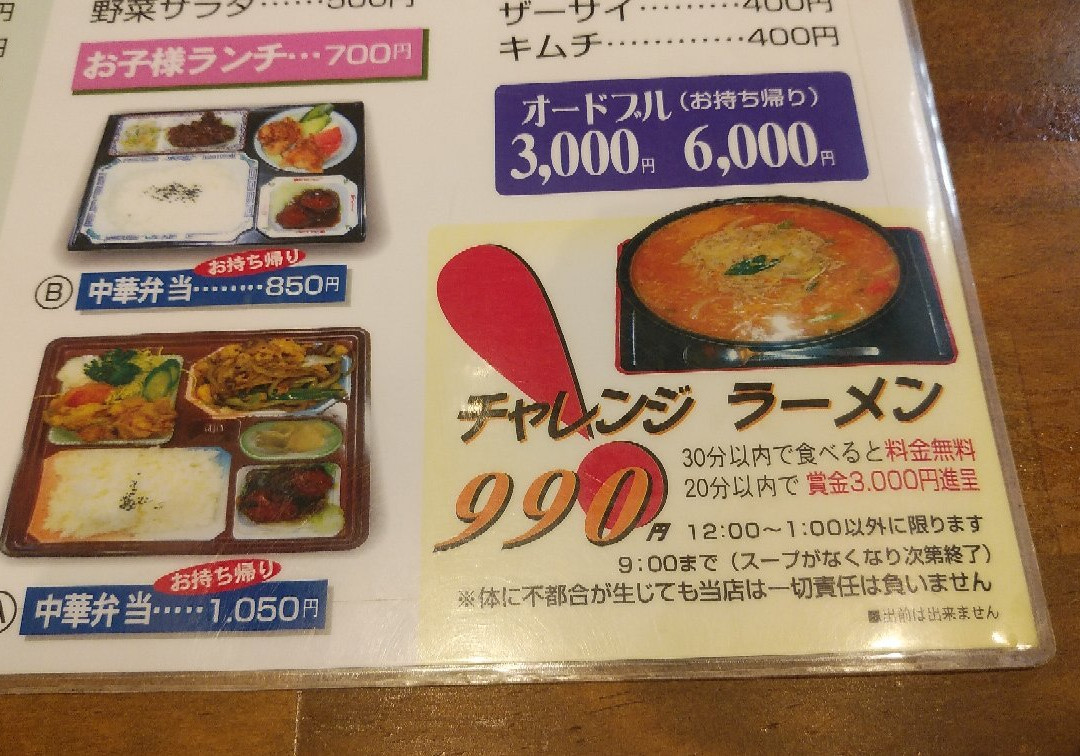 野菜サラダ…………500円
お子様ランチ…700円
Ⓑ 中華弁当………850円
お持ち帰り
中華弁当……1.050円
お持ち帰り
ザーサイ…………400円
キムチ…………400円
オードブル（お持ち帰り）
3,000円 6,000円
チャレンジ ラーメン
990円
30分以内で食べると料金無料
20分以内で 賞金3.000円進呈
12:00～1:00以外に限ります
9:00まで（スープがなくなり次第終了）
※体に不都合が生じても当店は一切責任は負いません
■出前は出来ません